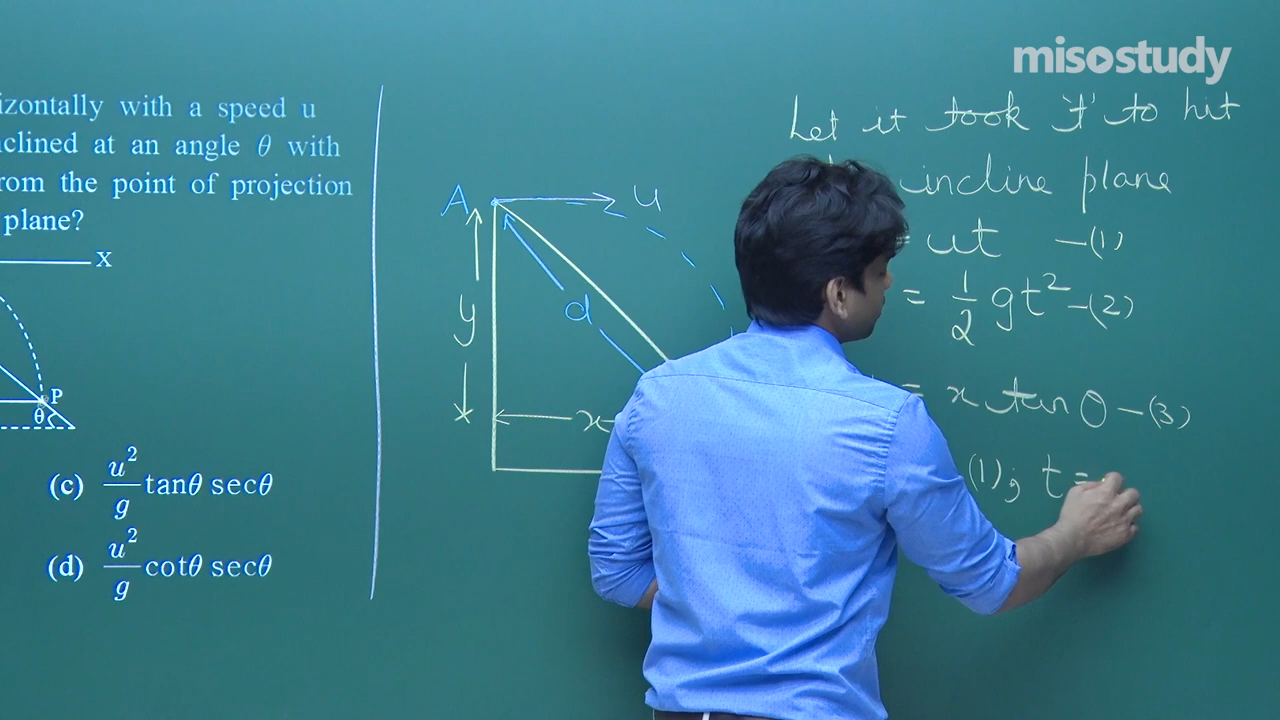 misostudy
izontally with a speed u
nclined at an angle θ with
rom the point of projection
plane?
X
P
θ
(c) u²/g tanθ secθ
(d) u²/g cotθ secθ
A
u
y
d
x
Let it took 't' to hit
incline plane
= ut -(1)
= 1/2 gt² -(2)
= x tan θ -(3)
(1); t =